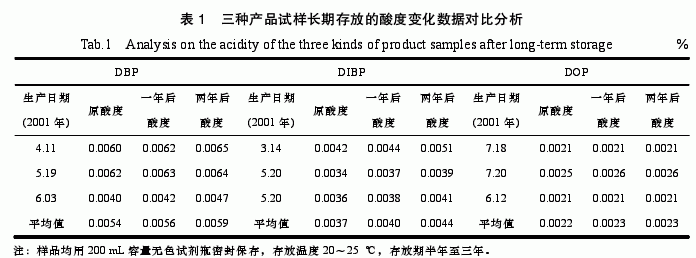 表 1 三种产品试样长期存放的酸度变化数据对比分析
Tab.1 Analysis on the acidity of the three kinds of product samples after long-term storage %
DBP DIBP DOP
生产日期 (2001 年) 原酸度 一年后酸度 两年后酸度 生产日期 (2001 年) 原酸度 一年后酸度 两年后酸度 生产日期 (2001 年) 原酸度 一年后酸度 两年后酸度
4.11 0.0060 0.0062 0.0065 3.14 0.0042 0.0044 0.0051 7.18 0.0021 0.0021 0.0021
5.19 0.0062 0.0063 0.0064 5.20 0.0034 0.0037 0.0039 7.20 0.0025 0.0026 0.0026
6.03 0.0040 0.0042 0.0047 5.20 0.0036 0.0038 0.0041 6.12 0.0021 0.0021 0.0021
平均值 0.0054 0.0056 0.0059 平均值 0.0037 0.0040 0.0044 平均值 0.0022 0.0023 0.0023
注：样品均用 200 mL 容量无色试剂瓶密封保存，存放温度 20～25 ℃，存放期半年至三年。